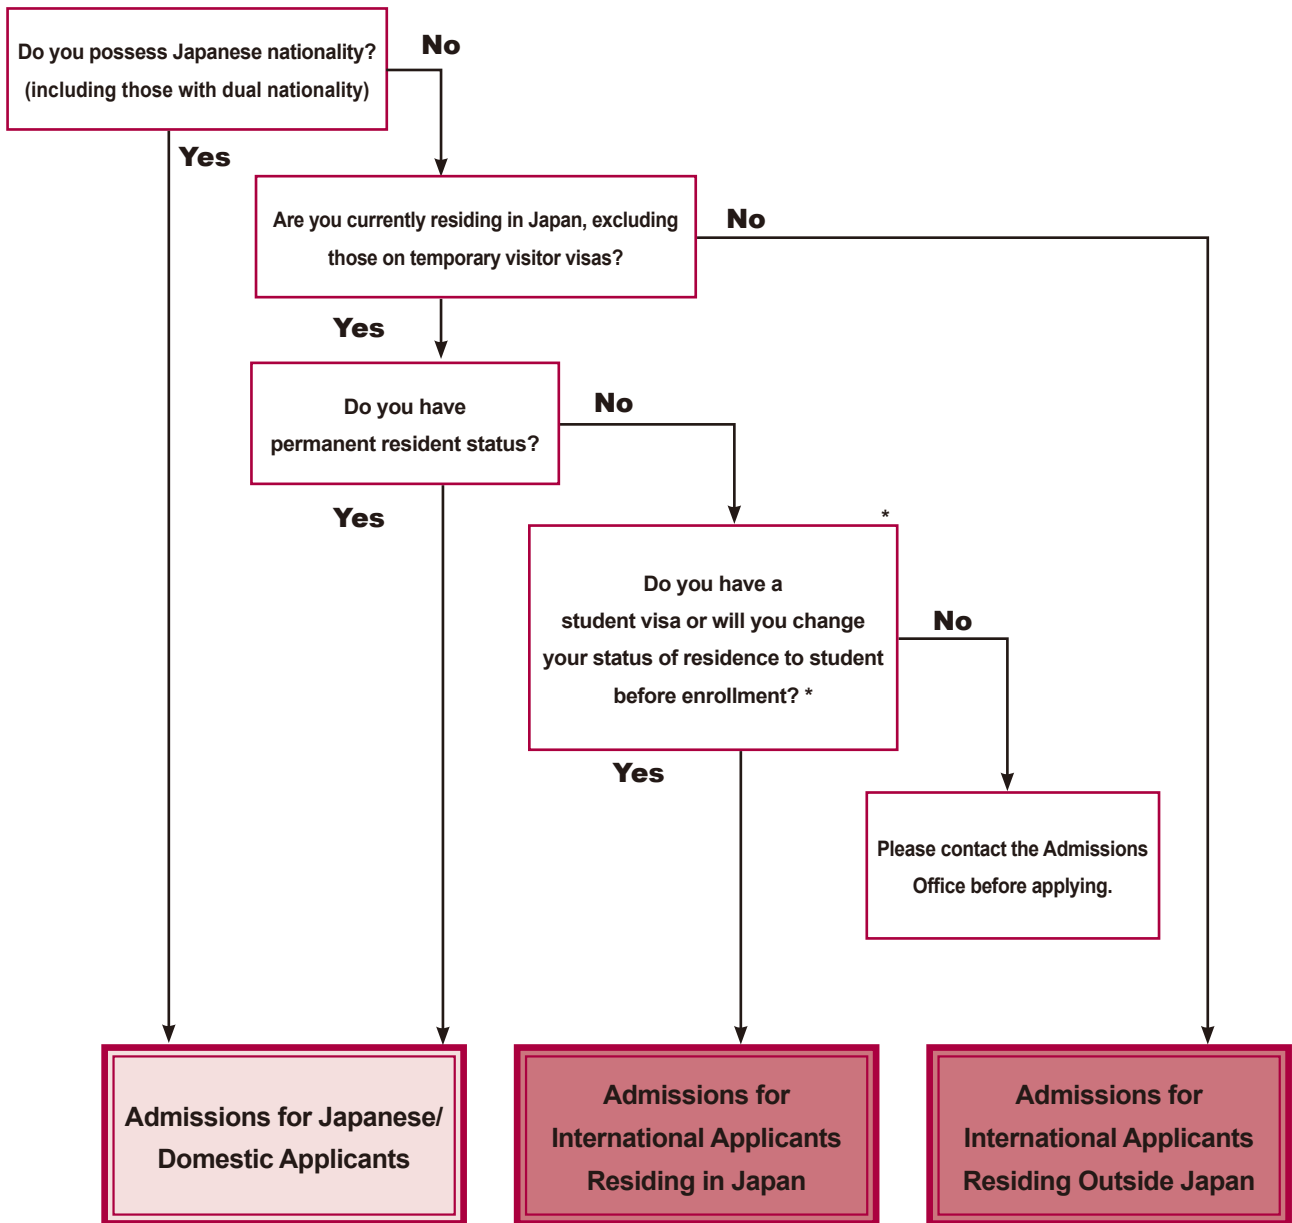 Do you possess Japanese nationality?
(including those with dual nationality)
No
Yes
Are you currently residing in Japan, excluding
those on temporary visitor visas?
No
Yes
Do you have
permanent resident status?
No
Yes
*
Do you have a
student visa or will you change
your status of residence to student
before enrollment? *
No
Yes
Please contact the Admissions
Office before applying.
Admissions for Japanese/
Domestic Applicants
Admissions for
International Applicants
Residing in Japan
Admissions for
International Applicants
Residing Outside Japan